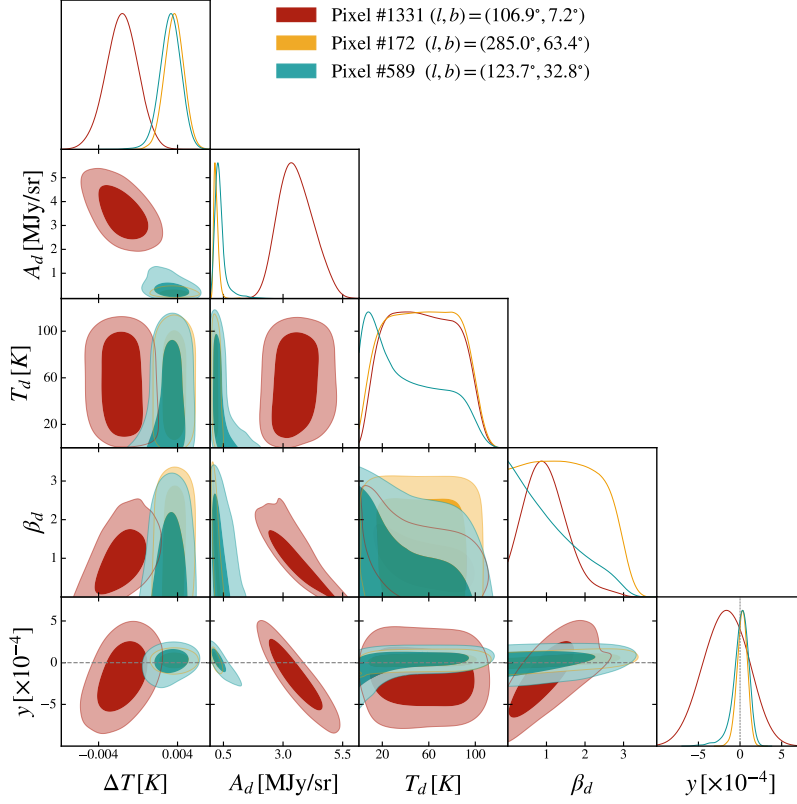 Pixel #1331 (l, b) = (106.9°, 7.2°)
Pixel #172 (l, b) = (285.0°, 63.4°)
Pixel #589 (l, b) = (123.7°, 32.8°)
A_d [MJy/sr]
5
4
3
2
1
T_d [K]
100
60
20
β_d
3
2
1
y [×10⁻⁴]
5
0
−5
−0.004 0.004
ΔT [K]
0.5 3.0 5.5
A_d [MJy/sr]
20 60 100
T_d [K]
1 2 3
β_d
−5 0 5
y [×10⁻⁴]